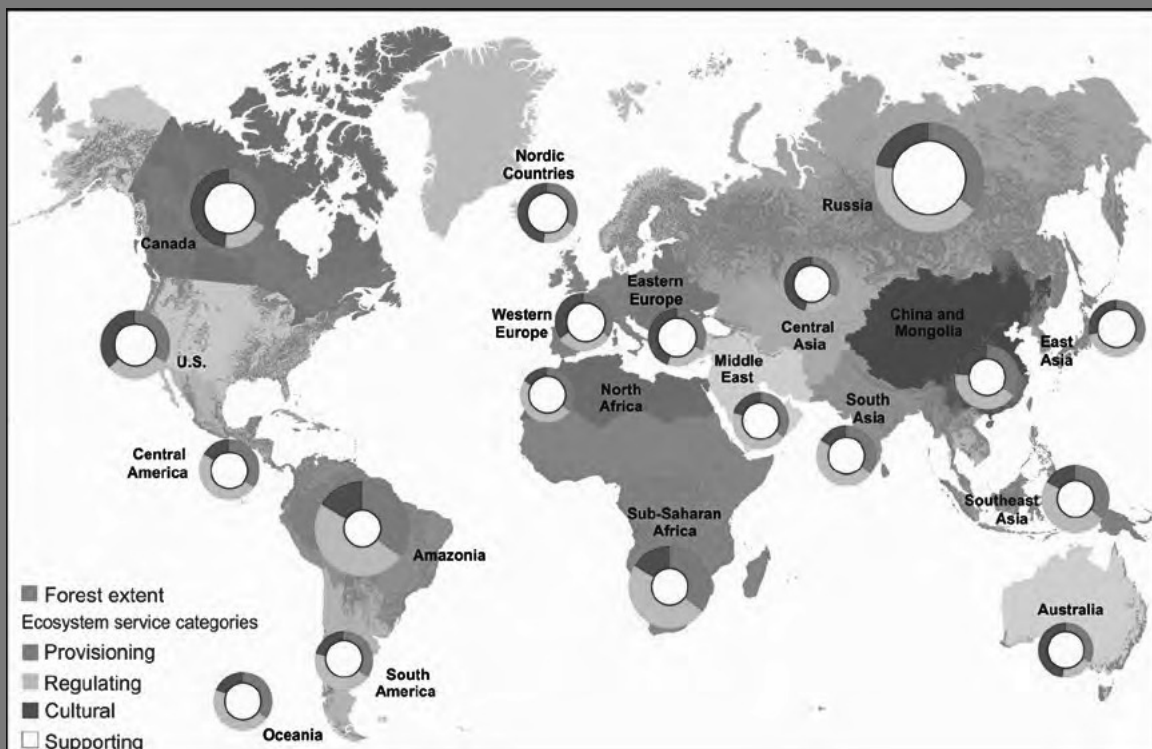 Nordic
Countries
Russia
Canada
Eastern
Europe
Western
Europe
Central
Asia
China and
Mongolia
East
Asia
U.S.
Middle
East
North
Africa
South
Asia
Central
America
Southeast
Asia
Sub-Saharan
Africa
Amazonia
Australia
South
America
Oceania
Forest extent
Ecosystem service categories
Provisioning
Regulating
Cultural
Supporting